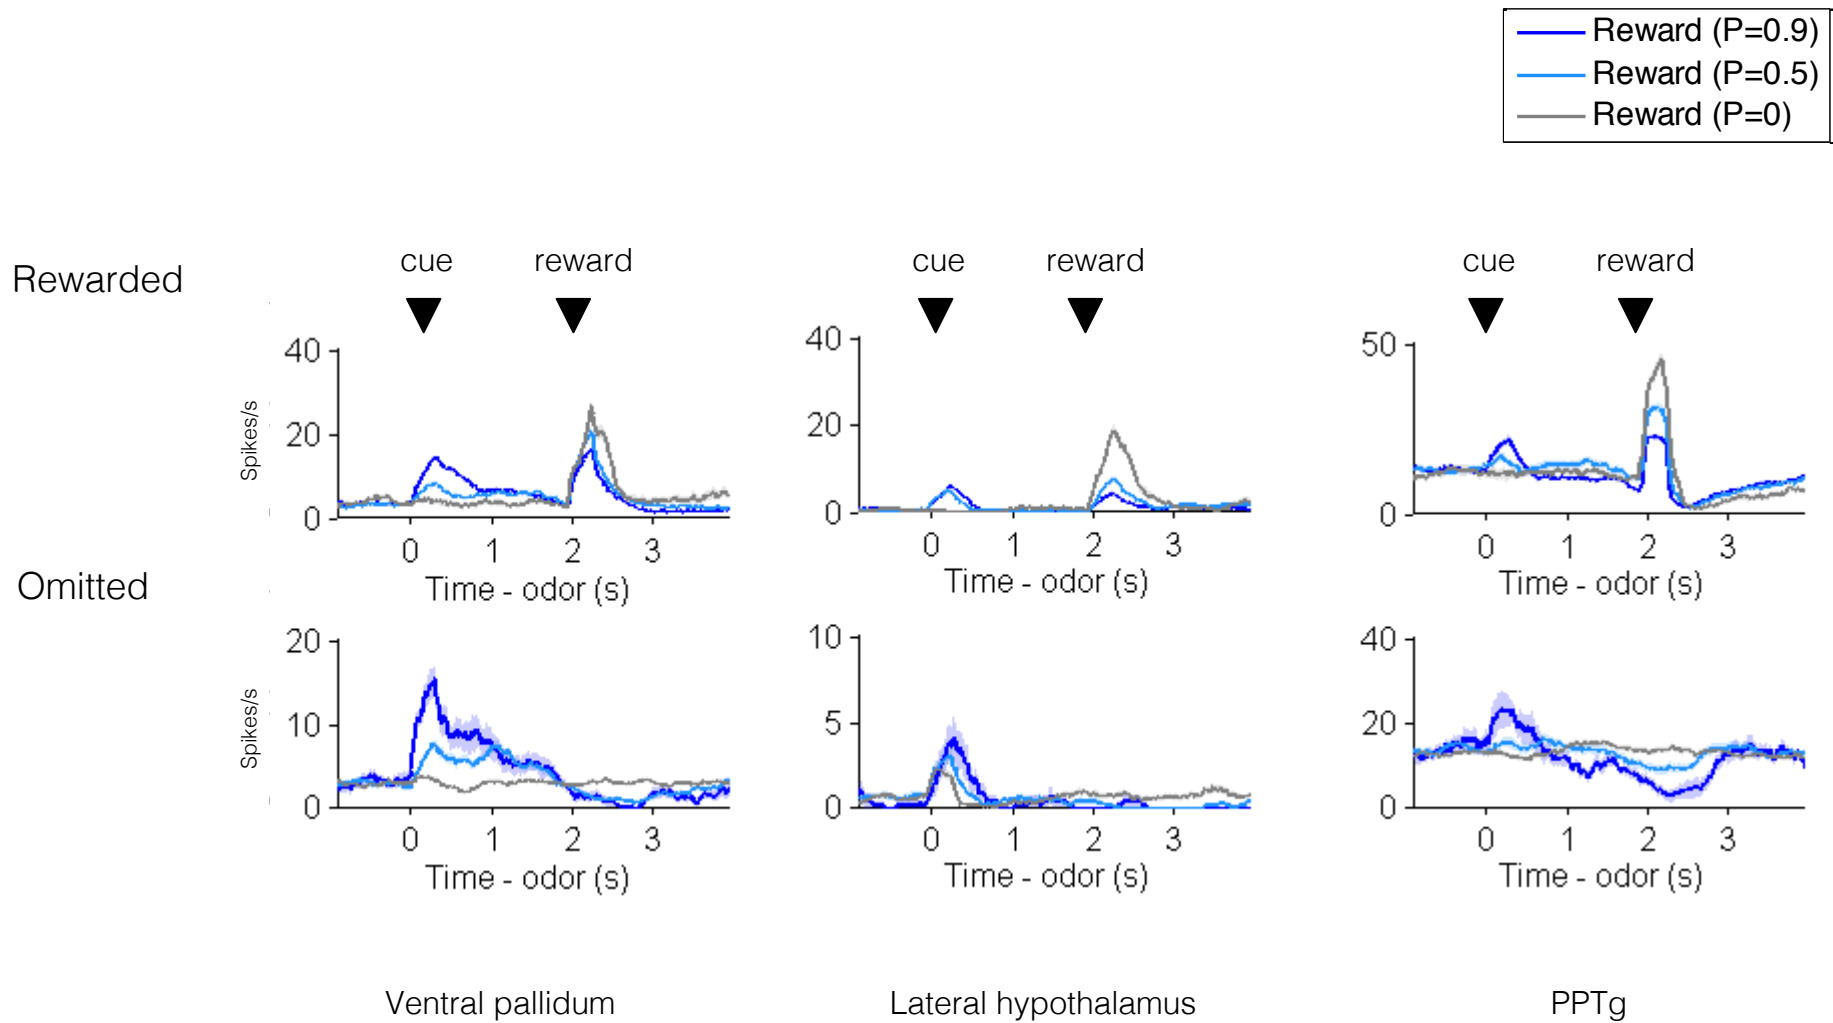 Reward (P=0.9)
Reward (P=0.5)
Reward (P=0)
Rewarded
cue reward
cue reward
cue reward
Spikes/s
40
20
0
0 1 2 3
Time - odor (s)
40
20
0
0 1 2 3
Time - odor (s)
50
0
0 1 2 3
Time - odor (s)
Omitted
Spikes/s
20
10
0
0 1 2 3
Time - odor (s)
10
5
0
0 1 2 3
Time - odor (s)
40
20
0
0 1 2 3
Time - odor (s)
Ventral pallidum
Lateral hypothalamus
PPTg